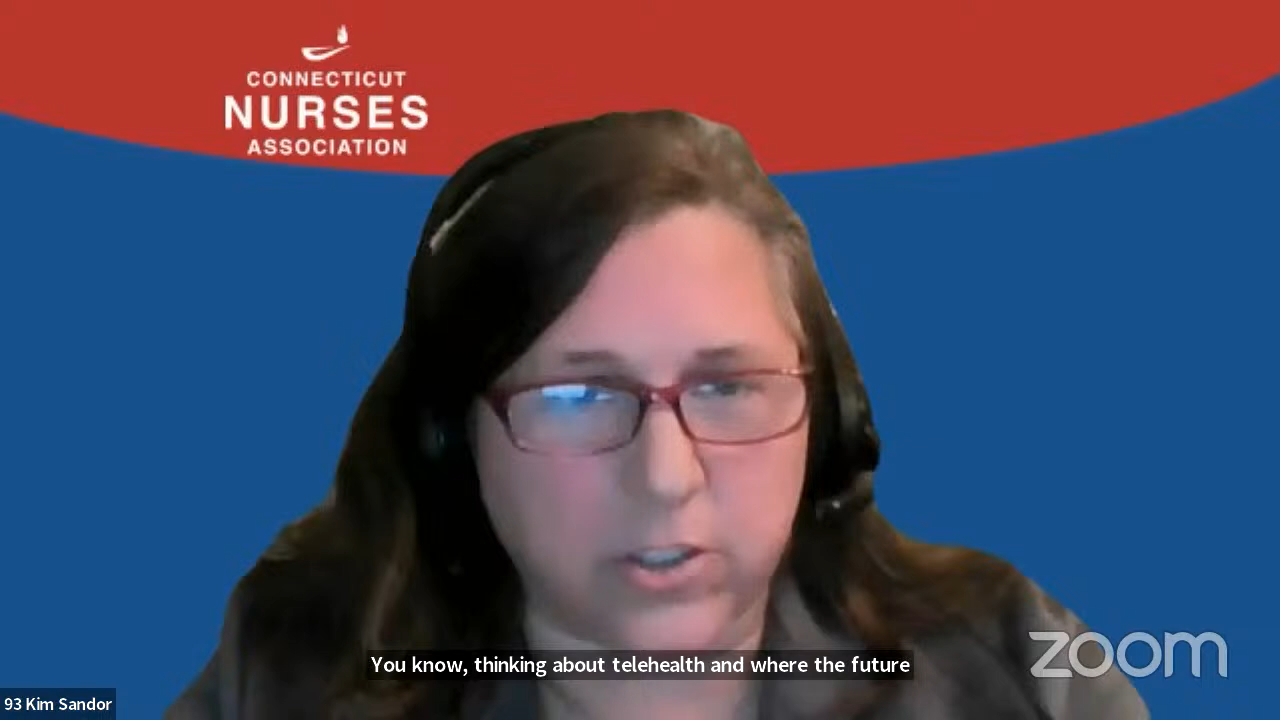 CONNECTICUT
NURSES
ASSOCIATION
You know, thinking about telehealth and where the future
zoom
93 Kim Sandor